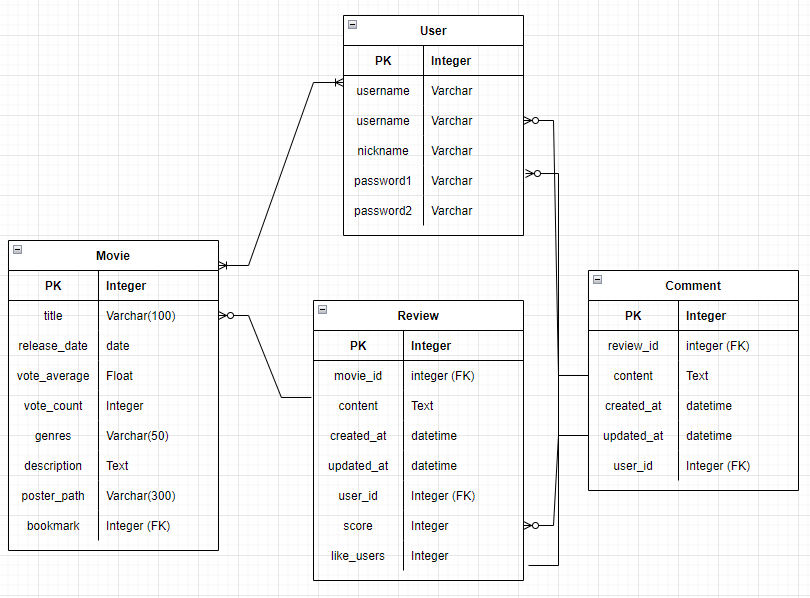 User
PK Integer
username Varchar
username Varchar
nickname Varchar
password1 Varchar
password2 Varchar
Movie
PK Integer
title Varchar(100)
release_date date
vote_average Float
vote_count Integer
genres Varchar(50)
description Text
poster_path Varchar(300)
bookmark Integer (FK)
Review
PK Integer
movie_id integer (FK)
content Text
created_at datetime
updated_at datetime
user_id Integer (FK)
score Integer
like_users Integer
Comment
PK Integer
review_id integer (FK)
content Text
created_at datetime
updated_at datetime
user_id Integer (FK)